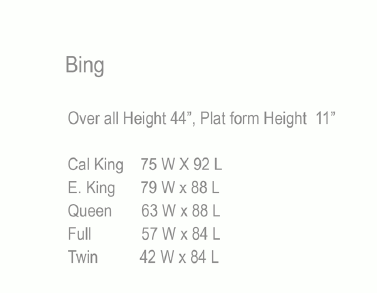 Bing
Over all Height 44”, Plat form Height 11”
Cal King 75 W X 92 L
E. King 79 W x 88 L
Queen 63 W x 88 L
Full 57 W x 84 L
Twin 42 W x 84 L